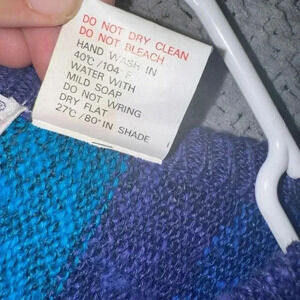 DO NOT DRY CLEAN
DO NOT BLEACH
HAND WASH IN
40°C/104°F
WATER WITH
MILD SOAP
DO NOT WRING
DRY FLAT
27°C/80° IN SHADE